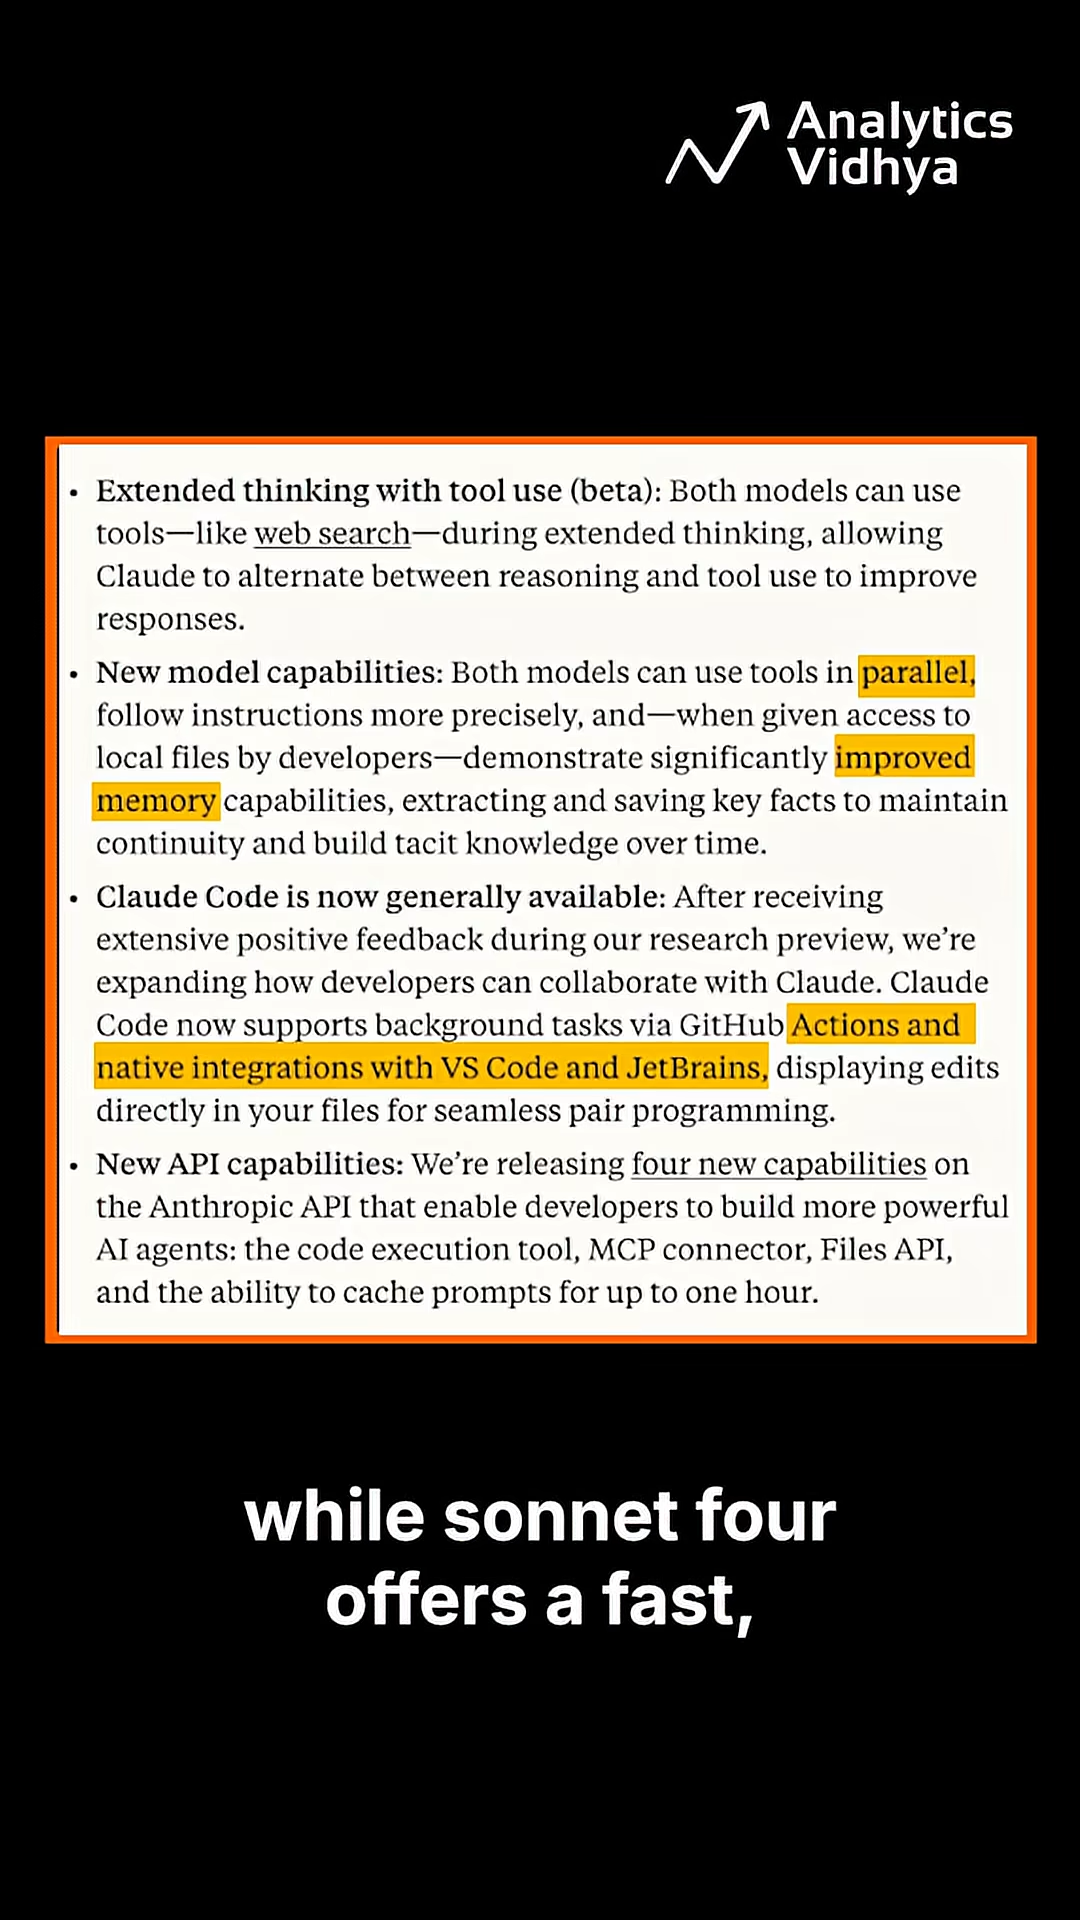 Analytics
Vidhya
• Extended thinking with tool use (beta): Both models can use
tools—like web search—during extended thinking, allowing
Claude to alternate between reasoning and tool use to improve
responses.
• New model capabilities: Both models can use tools in parallel,
follow instructions more precisely, and—when given access to
local files by developers—demonstrate significantly improved
memory capabilities, extracting and saving key facts to maintain
continuity and build tacit knowledge over time.
• Claude Code is now generally available: After receiving
extensive positive feedback during our research preview, we’re
expanding how developers can collaborate with Claude. Claude
Code now supports background tasks via GitHub Actions and
native integrations with VS Code and JetBrains, displaying edits
directly in your files for seamless pair programming.
• New API capabilities: We’re releasing four new capabilities on
the Anthropic API that enable developers to build more powerful
AI agents: the code execution tool, MCP connector, Files API,
and the ability to cache prompts for up to one hour.
while sonnet four
offers a fast,